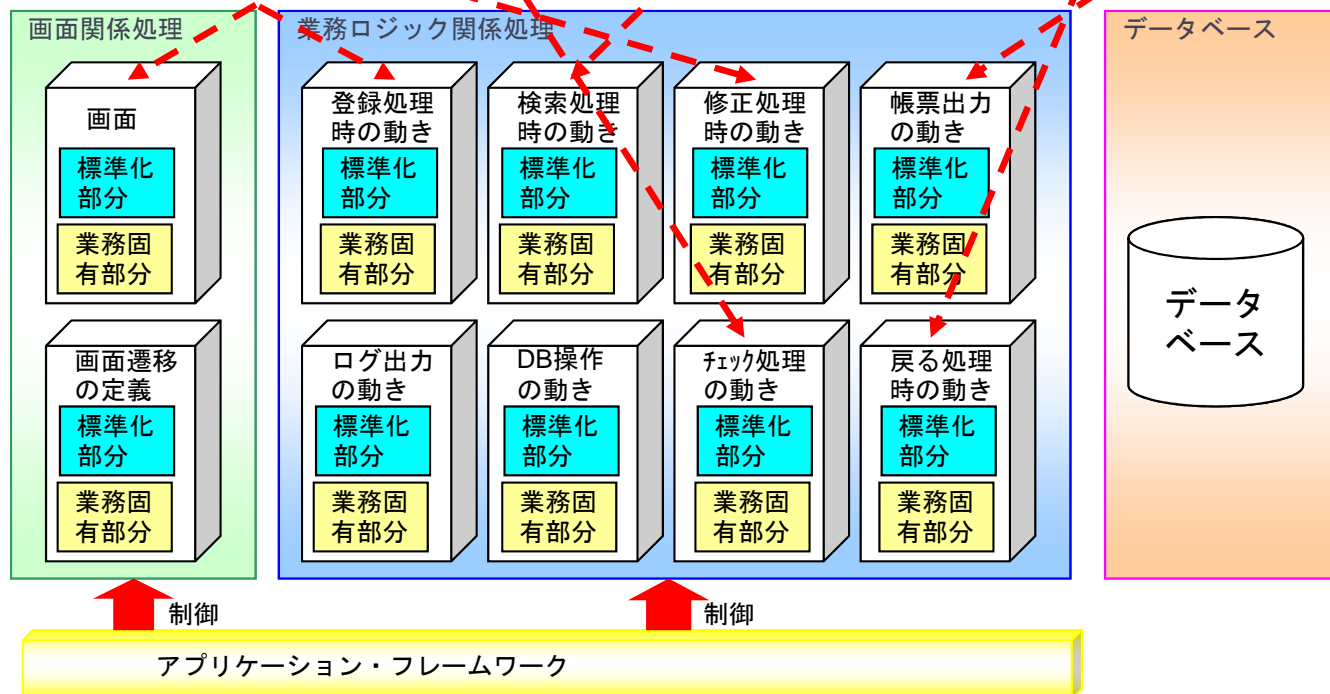 画面関係処理
業務ロジック関係処理
データベース
画面
標準化
部分
業務固
有部分
登録処理
時の動き
標準化
部分
業務固
有部分
検索処理
時の動き
標準化
部分
業務固
有部分
修正処理
時の動き
標準化
部分
業務固
有部分
帳票出力
の動き
標準化
部分
業務固
有部分
画面遷移
の定義
標準化
部分
業務固
有部分
ログ出力
の動き
標準化
部分
業務固
有部分
DB操作
の動き
標準化
部分
業務固
有部分
ﾁｪｯｸ処理
の動き
標準化
部分
業務固
有部分
戻る処理
時の動き
標準化
部分
業務固
有部分
データ
ベース
制御
制御
アプリケーション・フレームワーク